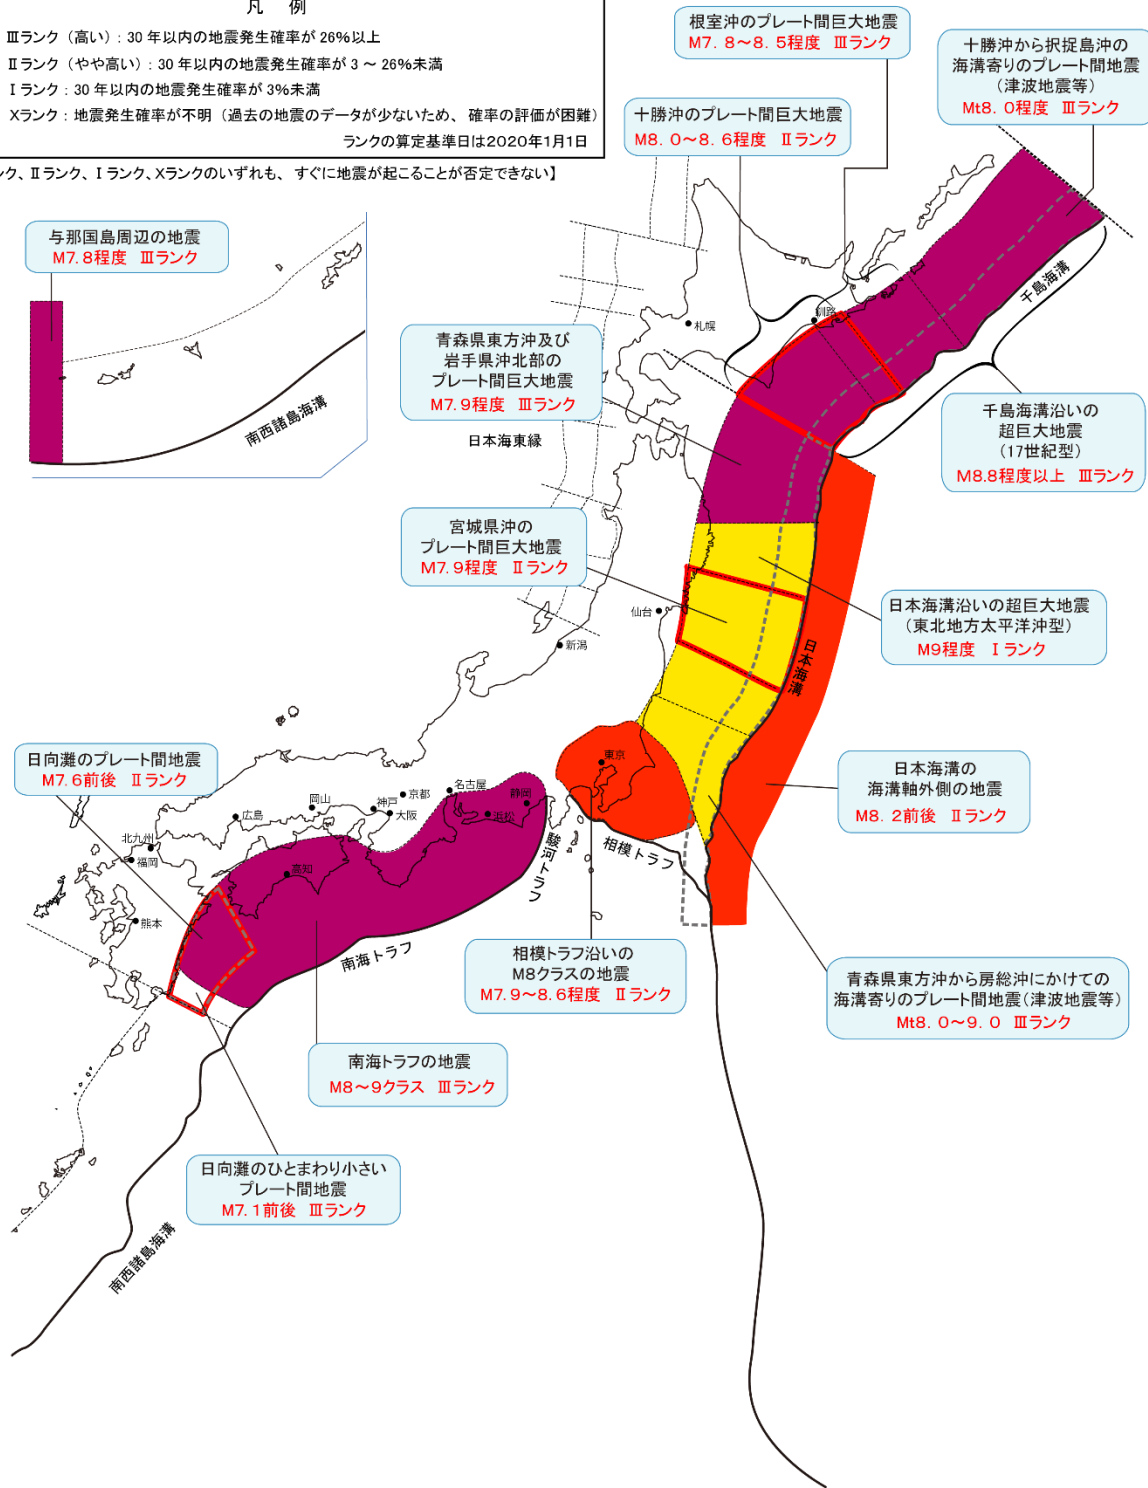 凡 例
Ⅲランク（高い）: 30 年以内の地震発生確率が 26%以上
Ⅱランク（やや高い）: 30 年以内の地震発生確率が 3 ～ 26%未満
Ⅰランク : 30 年以内の地震発生確率が 3%未満
Xランク : 地震発生確率が不明（過去の地震のデータが少ないため、確率の評価が困難）
ランクの算定基準日は2020年1月1日
ンク、Ⅱランク、Ⅰランク、Xランクのいずれも、すぐに地震が起こることが否定できない】
根室沖のプレート間巨大地震
M7.8～8.5程度 Ⅲランク
十勝沖から択捉島沖の
海溝寄りのプレート間地震
（津波地震等）
Mt8.0程度 Ⅲランク
十勝沖のプレート間巨大地震
M8.0～8.6程度 Ⅱランク
与那国島周辺の地震
M7.8程度 Ⅲランク
南西諸島海溝
千島海溝
釧路
札幌
青森県東方沖及び
岩手県沖北部の
プレート間巨大地震
M7.9程度 Ⅲランク
日本海東縁
千島海溝沿いの
超巨大地震
（17世紀型）
M8.8程度以上 Ⅲランク
宮城県沖の
プレート間巨大地震
M7.9程度 Ⅱランク
仙台
新潟
日本海溝沿いの超巨大地震
（東北地方太平洋沖型）
M9程度 Ⅰランク
日本海溝
日向灘のプレート間地震
M7.6前後 Ⅱランク
東京
日本海溝の
海溝軸外側の地震
M8.2前後 Ⅱランク
名古屋
京都
静岡
神戸
大阪
浜松
岡山
広島
北九州
福岡
高知
熊本
駿河トラフ
相模トラフ
南海トラフ
相模トラフ沿いの
M8クラスの地震
M7.9～8.6程度 Ⅱランク
青森県東方沖から房総沖にかけての
海溝寄りのプレート間地震（津波地震等）
Mt8.0～9.0 Ⅲランク
南海トラフの地震
M8～9クラス Ⅲランク
日向灘のひとまわり小さい
プレート間地震
M7.1前後 Ⅲランク
南西諸島海溝